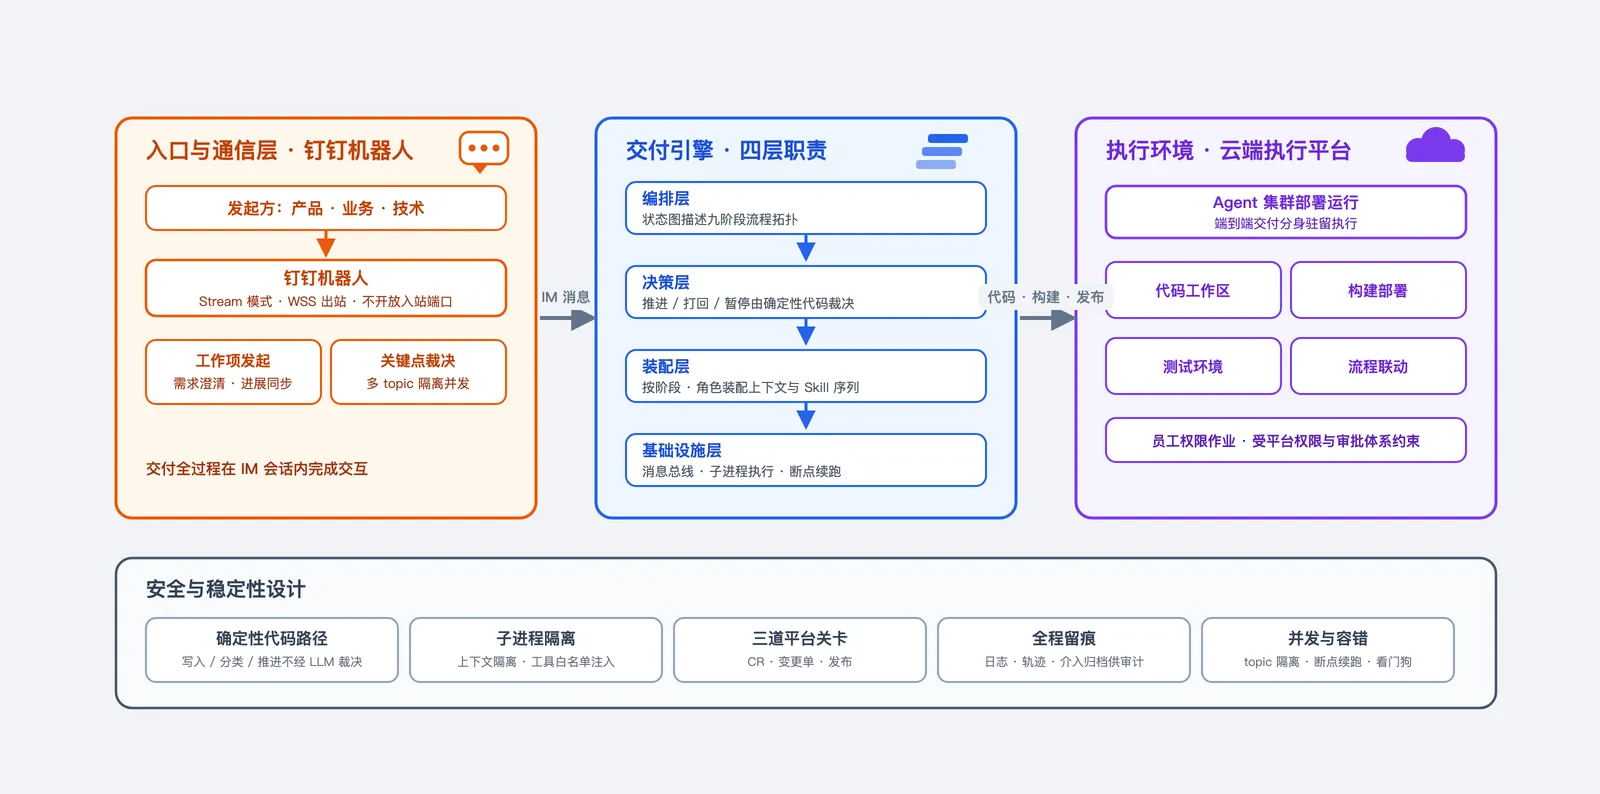 入口与通信层 · 钉钉机器人
发起方：产品 · 业务 · 技术
钉钉机器人
Stream 模式 · WSS 出站 · 不开放入站端口
工作项发起
需求澄清 · 进展同步
关键点裁决
多 topic 隔离并发
交付全过程在 IM 会话内完成交互
IM 消息
交付引擎 · 四层职责
编排层
状态图描述九阶段流程拓扑
决策层
推进 / 打回 / 暂停由确定性代码裁决
装配层
按阶段 · 角色装配上下文与 Skill 序列
基础设施层
消息总线 · 子进程执行 · 断点续跑
代码 · 构建 · 发布
执行环境 · 云端执行平台
Agent 集群部署运行
端到端交付分身驻留执行
代码工作区
构建部署
测试环境
流程联动
员工权限作业 · 受平台权限与审批体系约束
安全与稳定性设计
确定性代码路径
写入 / 分类 / 推进不经 LLM 裁决
子进程隔离
上下文隔离 · 工具白名单注入
三道平台关卡
CR · 变更单 · 发布
全程留痕
日志 · 轨迹 · 介入归档供审计
并发与容错
topic 隔离 · 断点续跑 · 看门狗